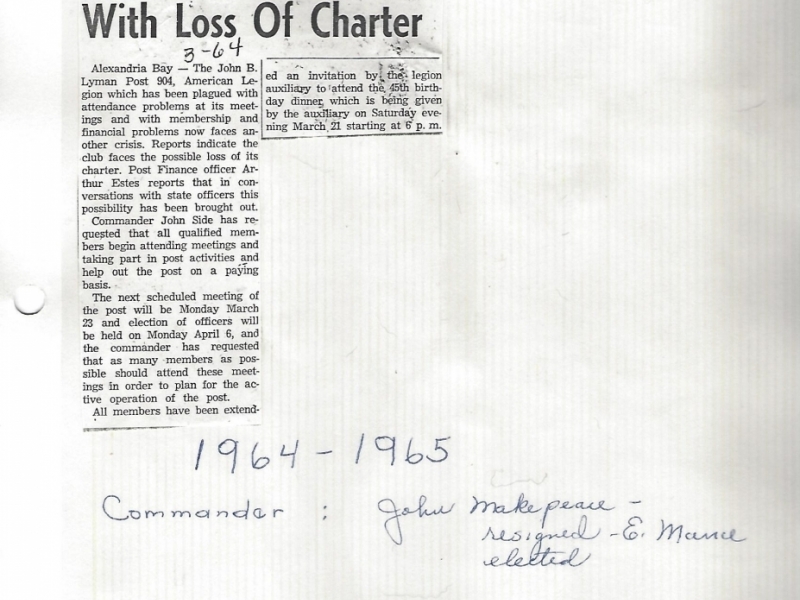 With Loss Of Charter
3-64
Alexandria Bay — The John B.
Lyman Post 904, American Le-
gion which has been plagued with
attendance problems at its meet-
ings and with membership and
financial problems now faces an-
other crisis. Reports indicate the
club faces the possible loss of its
charter. Post Finance officer Ar-
thur Estes reports that in con-
versations with state officers this
possibility has been brought out.
Commander John Side has re-
quested that all qualified mem-
bers begin attending meetings and
taking part in post activities and
help out the post on a paying
basis.
The next scheduled meeting of
the post will be Monday March
23 and election of officers will
be held on Monday April 6, and
the commander has requested
that as many members as pos-
sible should attend these meet-
ings in order to plan for the ac-
tive operation of the post.
All members have been extend-
ed an invitation by the legion
auxiliary to attend the 45th birth-
day dinner which is being given
by the auxiliary on Saturday eve-
ning March 21 starting at 6 p. m.
1964 - 1965
Commander : John Makepeace -
resigned - E. Mance
elected